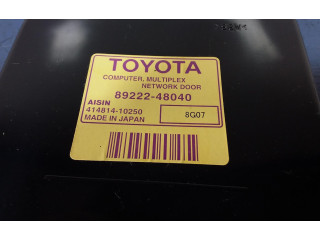 TOYOTA
COMPUTER, MULTIPLEX
NETWORK DOOR
89222-48040
AISIN
414814-10250
MADE IN JAPAN
8G07